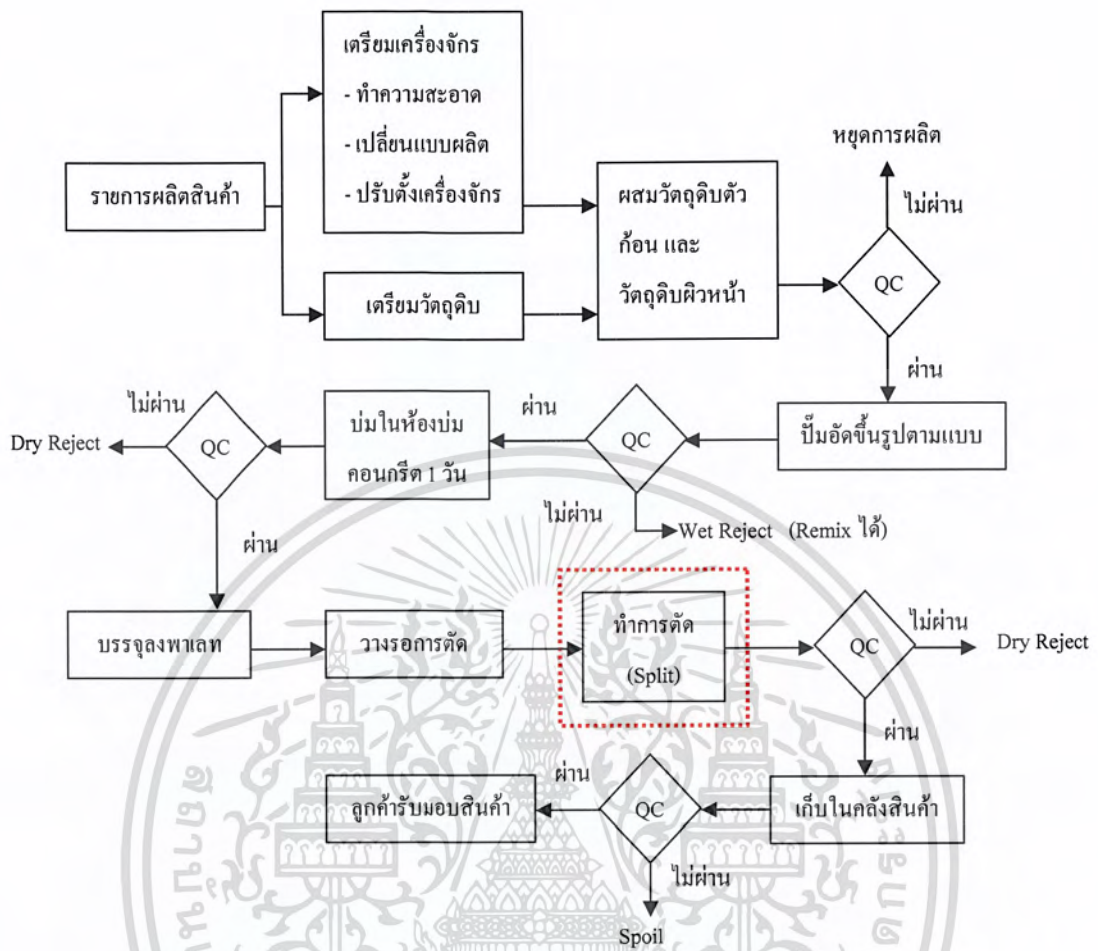 เตรียมเครื่องจักร
- ทำความสะอาด
- เปลี่ยนแบบผลิต
- ปรับตั้งเครื่องจักร
รายการผลิตสินค้า
เตรียมวัตถุดิบ
ผสมวัตถุดิบตัว
ก้อน และ
วัตถุดิบผิวหน้า
หยุดการผลิต
ไม่ผ่าน
QC
ผ่าน
ปั๊มอัดขึ้นรูปตามแบบ
QC
ผ่าน
ไม่ผ่าน
Wet Reject (Remix ได้)
บ่มในห้องบ่ม
คอนกรีต 1 วัน
QC
ไม่ผ่าน
Dry Reject
ผ่าน
บรรจุลงพาเลท
วางรอการตัด
ทำการตัด
(Split)
QC
ไม่ผ่าน
Dry Reject
ผ่าน
เก็บในคลังสินค้า
QC
ผ่าน
ลูกค้ารับมอบสินค้า
ไม่ผ่าน
Spoil